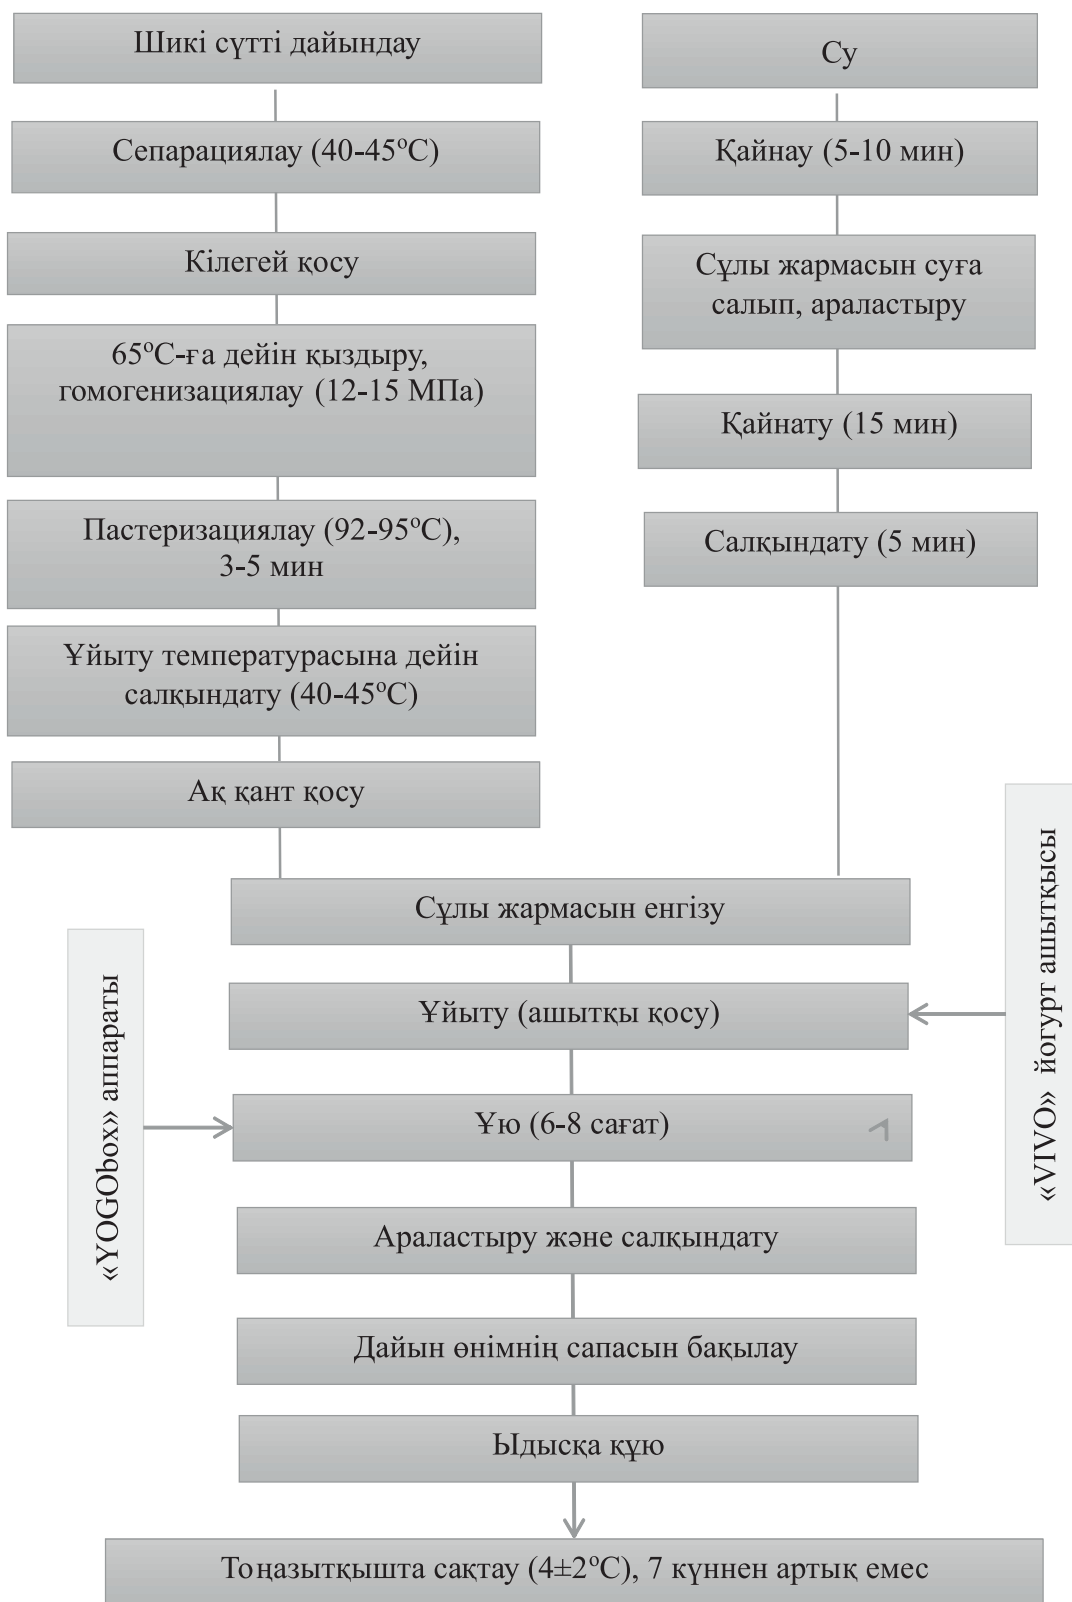 Шикі сүтті дайындау
Сепарациялау (40-45ºС)
Кілегей қосу
65ºС-ға дейін қыздыру,
гомогенизациялау (12-15 МПа)
Пастеризациялау (92-95ºС),
3-5 мин
Ұйыту температурасына дейін
салқындату (40-45ºС)
Ақ қант қосу
Су
Қайнау (5-10 мин)
Сұлы жармасын суға
салып, араластыру
Қайнату (15 мин)
Салқындату (5 мин)
Сұлы жармасын енгізу
Ұйыту (ашытқы қосу)
«VIVO» йогурт ашытқысы
Ұю (6-8 сағат)
«YOGObox» аппараты
Араластыру және салқындату
Дайын өнімнің сапасын бақылау
Ыдысқа құю
Тоңазытқышта сақтау (4±2ºС), 7 күннен артық емес